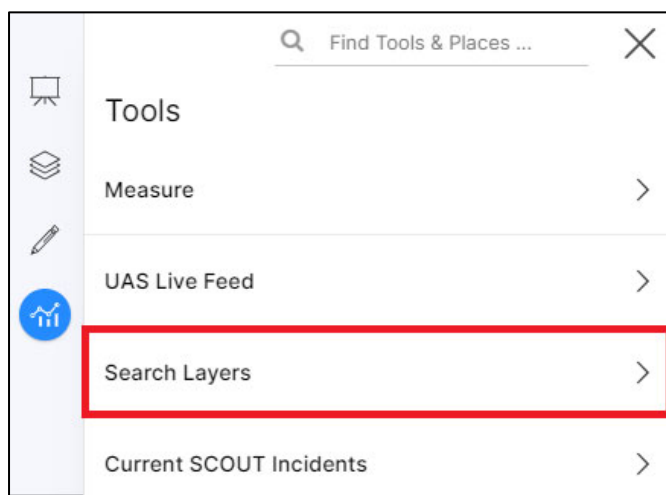 Find Tools & Places ...
Tools
Measure
UAS Live Feed
Search Layers
Current SCOUT Incidents